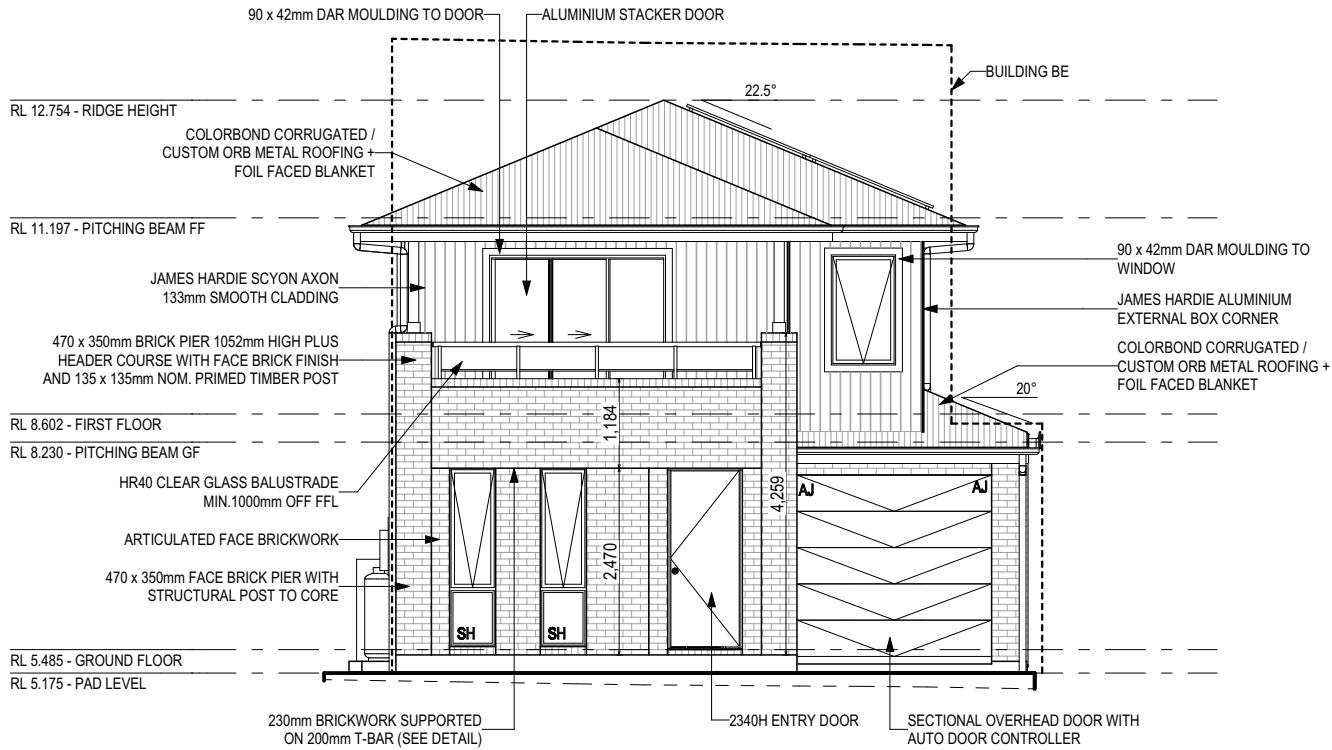 90 x 42mm DAR MOULDING TO DOOR
ALUMINIUM STACKER DOOR
BUILDING BE
22.5°
RL 12.754 - RIDGE HEIGHT
COLORBOND CORRUGATED /
CUSTOM ORB METAL ROOFING +
FOIL FACED BLANKET
RL 11.197 - PITCHING BEAM FF
90 x 42mm DAR MOULDING TO
WINDOW
JAMES HARDIE SCYON AXON
133mm SMOOTH CLADDING
JAMES HARDIE ALUMINIUM
EXTERNAL BOX CORNER
470 x 350mm BRICK PIER 1052mm HIGH PLUS
HEADER COURSE WITH FACE BRICK FINISH
AND 135 x 135mm NOM. PRIMED TIMBER POST
COLORBOND CORRUGATED /
CUSTOM ORB METAL ROOFING +
FOIL FACED BLANKET
20°
1,184
RL 8.602 - FIRST FLOOR
RL 8.230 - PITCHING BEAM GF
HR40 CLEAR GLASS BALUSTRADE
MIN.1000mm OFF FFL
4,259
AJ
AJ
ARTICULATED FACE BRICKWORK
2,470
470 x 350mm FACE BRICK PIER WITH
STRUCTURAL POST TO CORE
SH
SH
RL 5.485 - GROUND FLOOR
RL 5.175 - PAD LEVEL
230mm BRICKWORK SUPPORTED
ON 200mm T-BAR (SEE DETAIL)
2340H ENTRY DOOR
SECTIONAL OVERHEAD DOOR WITH
AUTO DOOR CONTROLLER